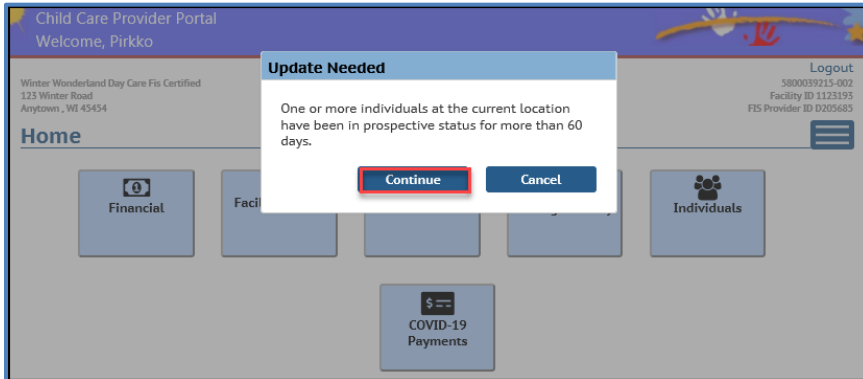 Child Care Provider Portal
Welcome, Pirkko
Logout
Winter Wonderland Day Care Fis Certified
123 Winter Road
Anytown , WI 45454
5800039215-002
Facility ID 1123193
FIS Provider ID D205685
Home
Update Needed
One or more individuals at the current location
have been in prospective status for more than 60
days.
Continue
Cancel
Financial
Individuals
COVID-19
Payments